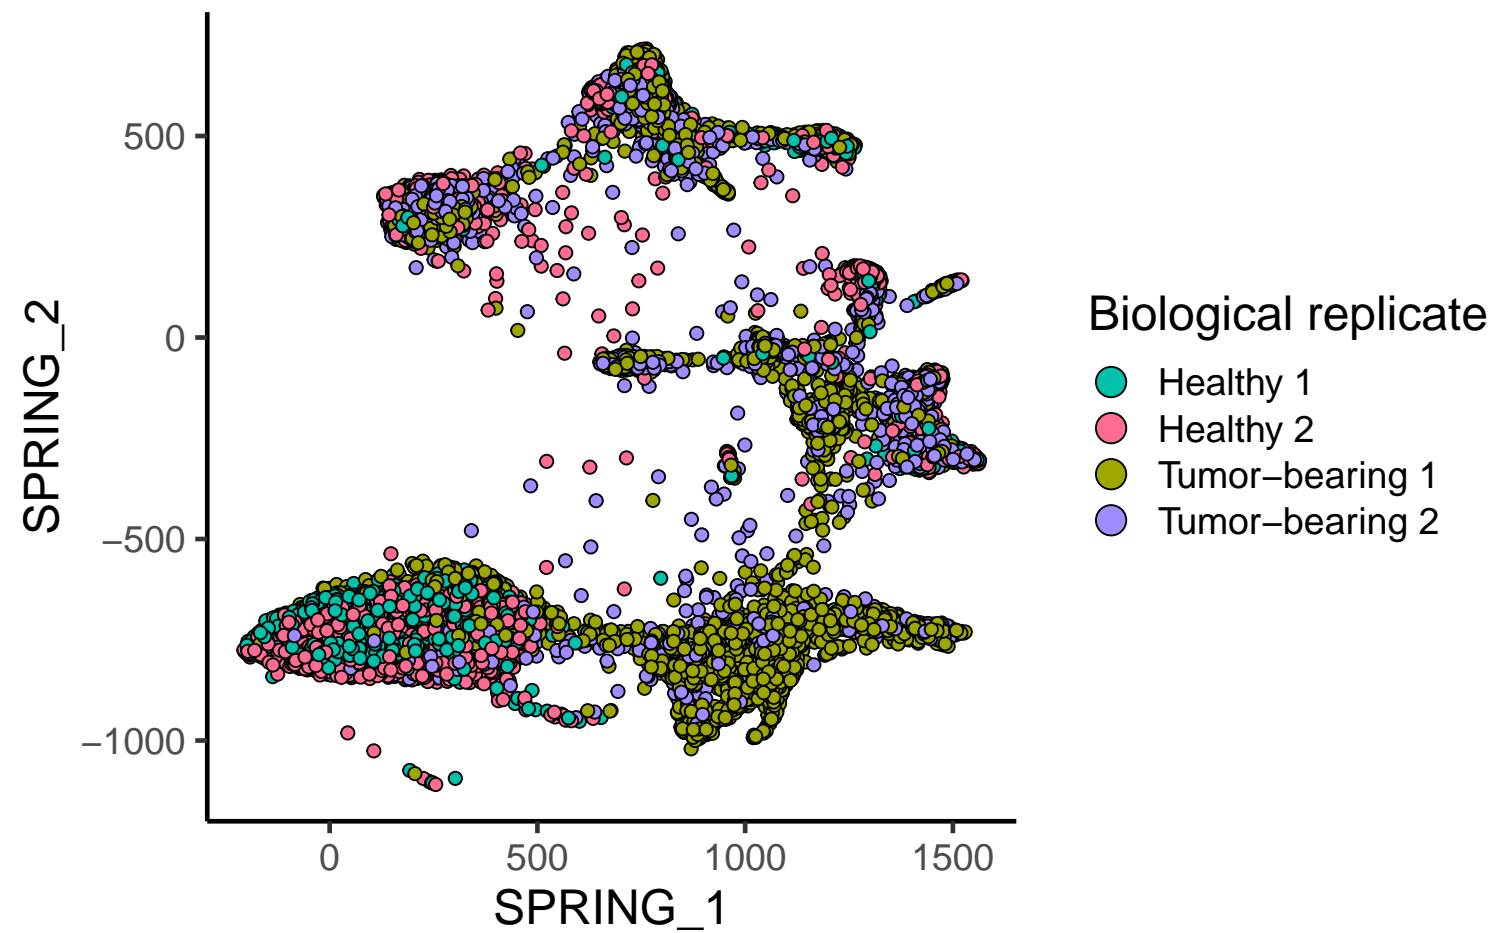 500
0
−500
−1000
SPRING_2
0
500
1000
1500
SPRING_1
Biological replicate
Healthy 1
Healthy 2
Tumor−bearing 1
Tumor−bearing 2